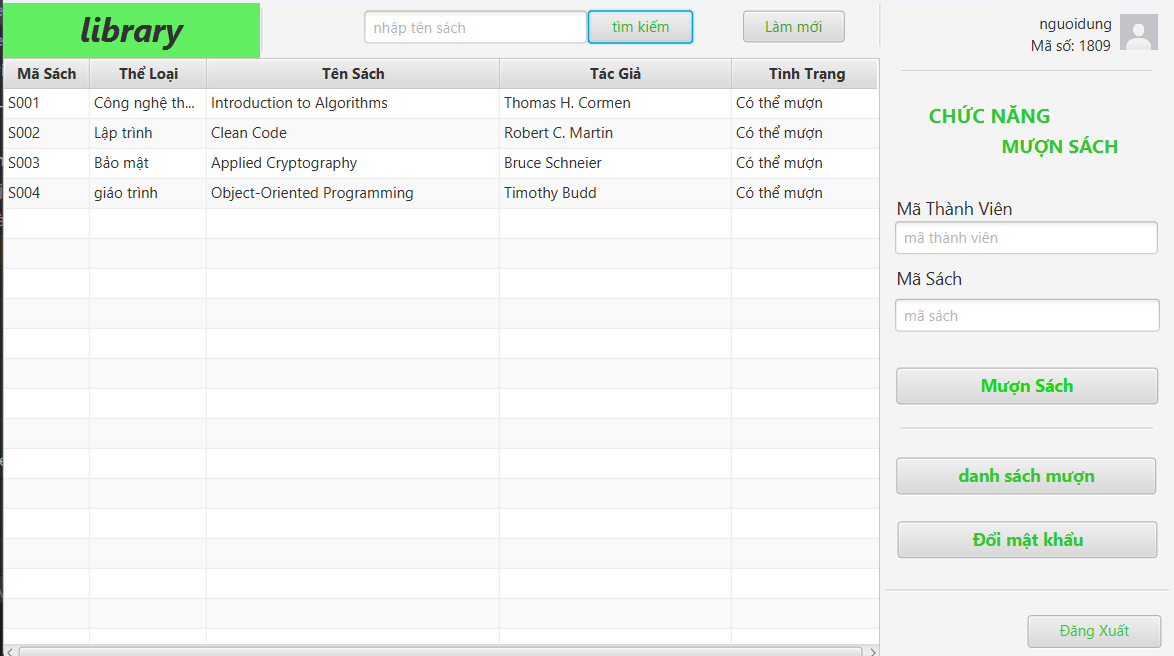 library
nhập tên sách
tìm kiếm
Làm mới
nguoidung
Mã số: 1809
Mã Sách Thể Loại Tên Sách Tác Giả Tình Trạng
S001 Công nghệ th... Introduction to Algorithms Thomas H. Cormen Có thể mượn
S002 Lập trình Clean Code Robert C. Martin Có thể mượn
S003 Bảo mật Applied Cryptography Bruce Schneier Có thể mượn
S004 giáo trình Object-Oriented Programming Timothy Budd Có thể mượn
CHỨC NĂNG
MƯỢN SÁCH
Mã Thành Viên
mã thành viên
Mã Sách
mã sách
Mượn Sách
danh sách mượn
Đổi mật khẩu
Đăng Xuất